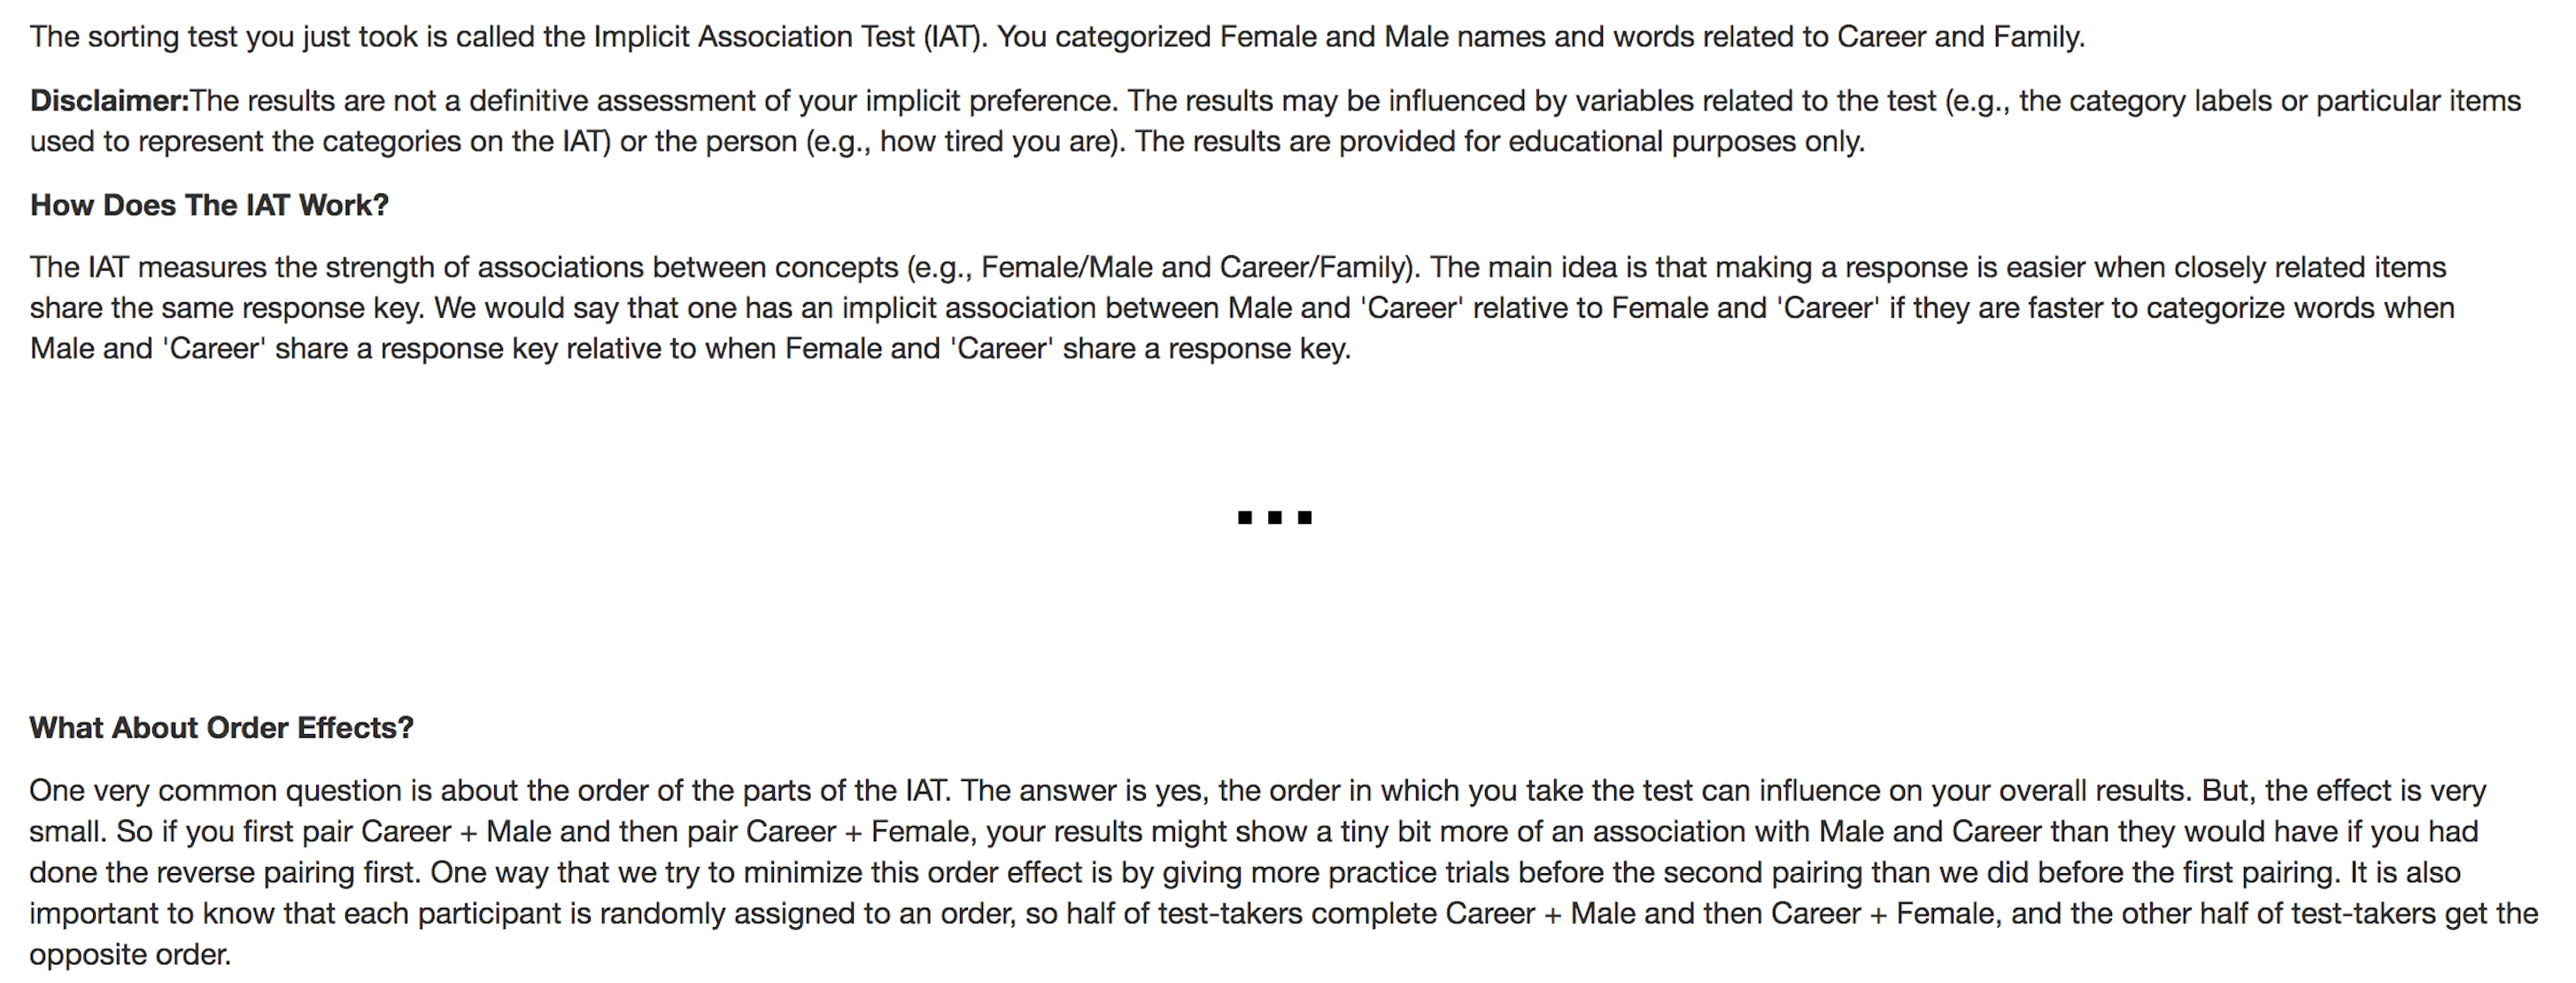 The sorting test you just took is called the Implicit Association Test (IAT). You categorized Female and Male names and words related to Career and Family.
Disclaimer:The results are not a definitive assessment of your implicit preference. The results may be influenced by variables related to the test (e.g., the category labels or particular items
used to represent the categories on the IAT) or the person (e.g., how tired you are). The results are provided for educational purposes only.
How Does The IAT Work?
The IAT measures the strength of associations between concepts (e.g., Female/Male and Career/Family). The main idea is that making a response is easier when closely related items
share the same response key. We would say that one has an implicit association between Male and 'Career' relative to Female and 'Career' if they are faster to categorize words when
Male and 'Career' share a response key relative to when Female and 'Career' share a response key.
...
What About Order Effects?
One very common question is about the order of the parts of the IAT. The answer is yes, the order in which you take the test can influence on your overall results. But, the effect is very
small. So if you first pair Career + Male and then pair Career + Female, your results might show a tiny bit more of an association with Male and Career than they would have if you had
done the reverse pairing first. One way that we try to minimize this order effect is by giving more practice trials before the second pairing than we did before the first pairing. It is also
important to know that each participant is randomly assigned to an order, so half of test-takers complete Career + Male and then Career + Female, and the other half of test-takers get the
opposite order.